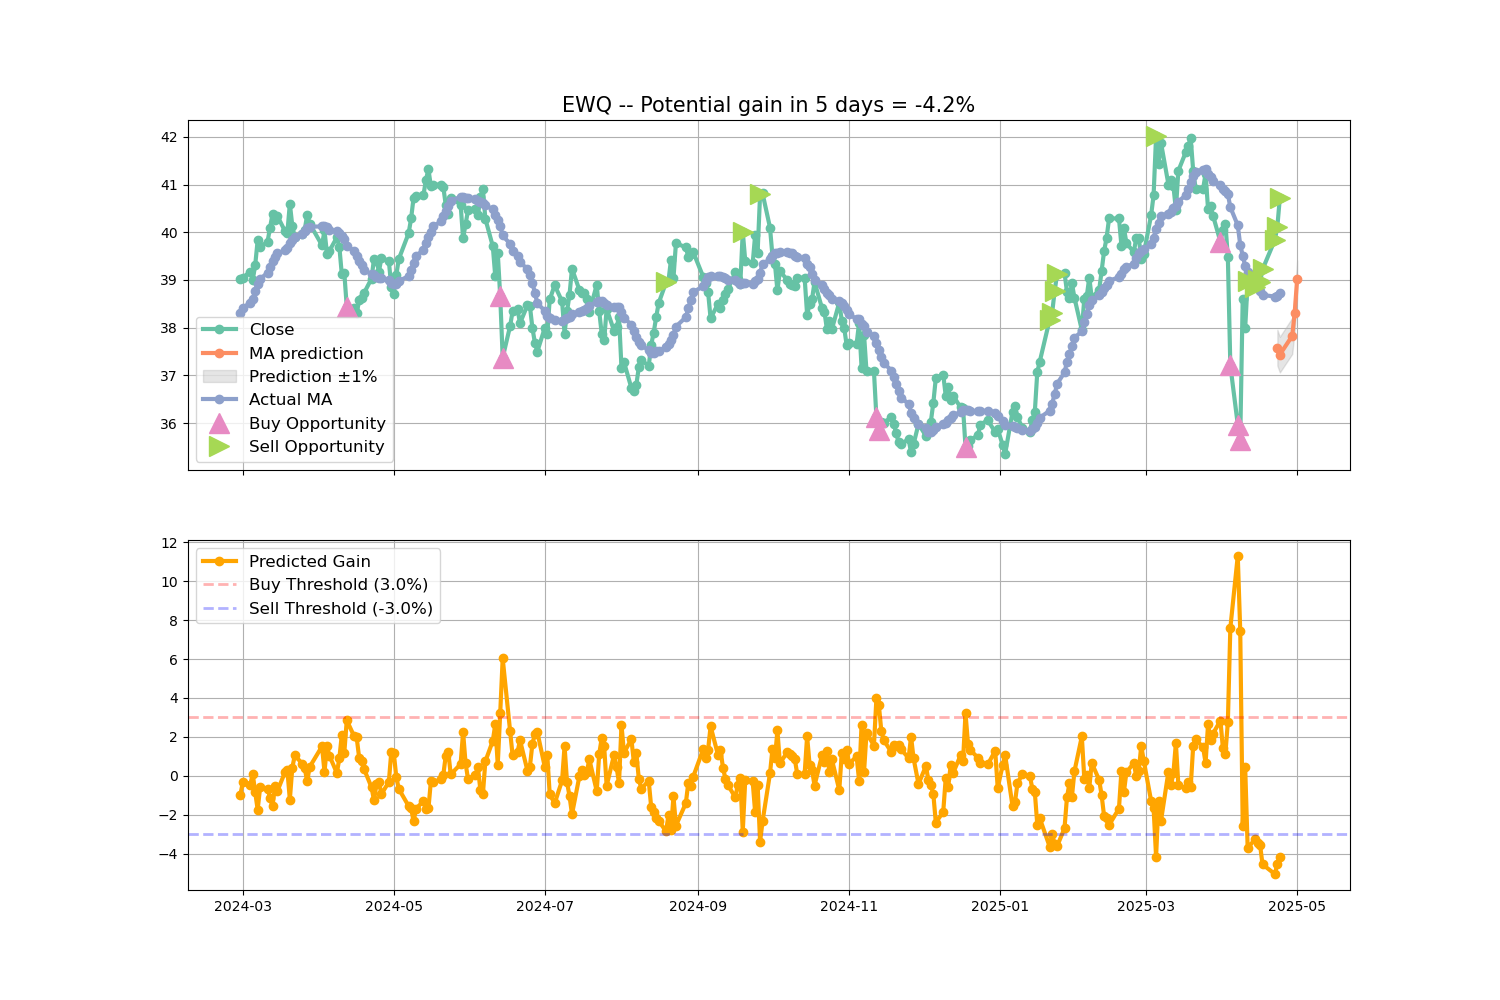 EWQ -- Potential gain in 5 days = -4.2%
42
41
40
39
38
37
36
Close
MA prediction
Prediction ±1%
Actual MA
Buy Opportunity
Sell Opportunity
12
10
8
6
4
2
0
−2
−4
Predicted Gain
Buy Threshold (3.0%)
Sell Threshold (-3.0%)
2024-03 2024-05 2024-07 2024-09 2024-11 2025-01 2025-03 2025-05